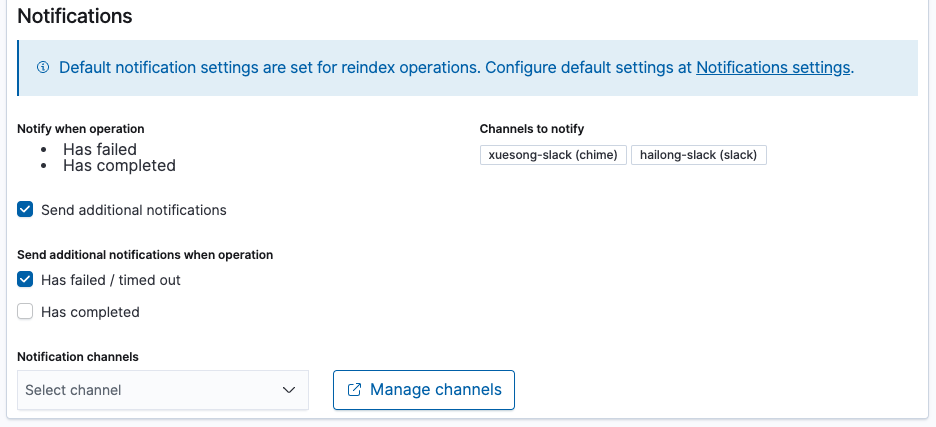 Notifications
Default notification settings are set for reindex operations. Configure default settings at Notifications settings.
Notify when operation
• Has failed
• Has completed
Channels to notify
xuesong-slack (chime) hailong-slack (slack)
Send additional notifications
Send additional notifications when operation
Has failed / timed out
Has completed
Notification channels
Select channel
Manage channels